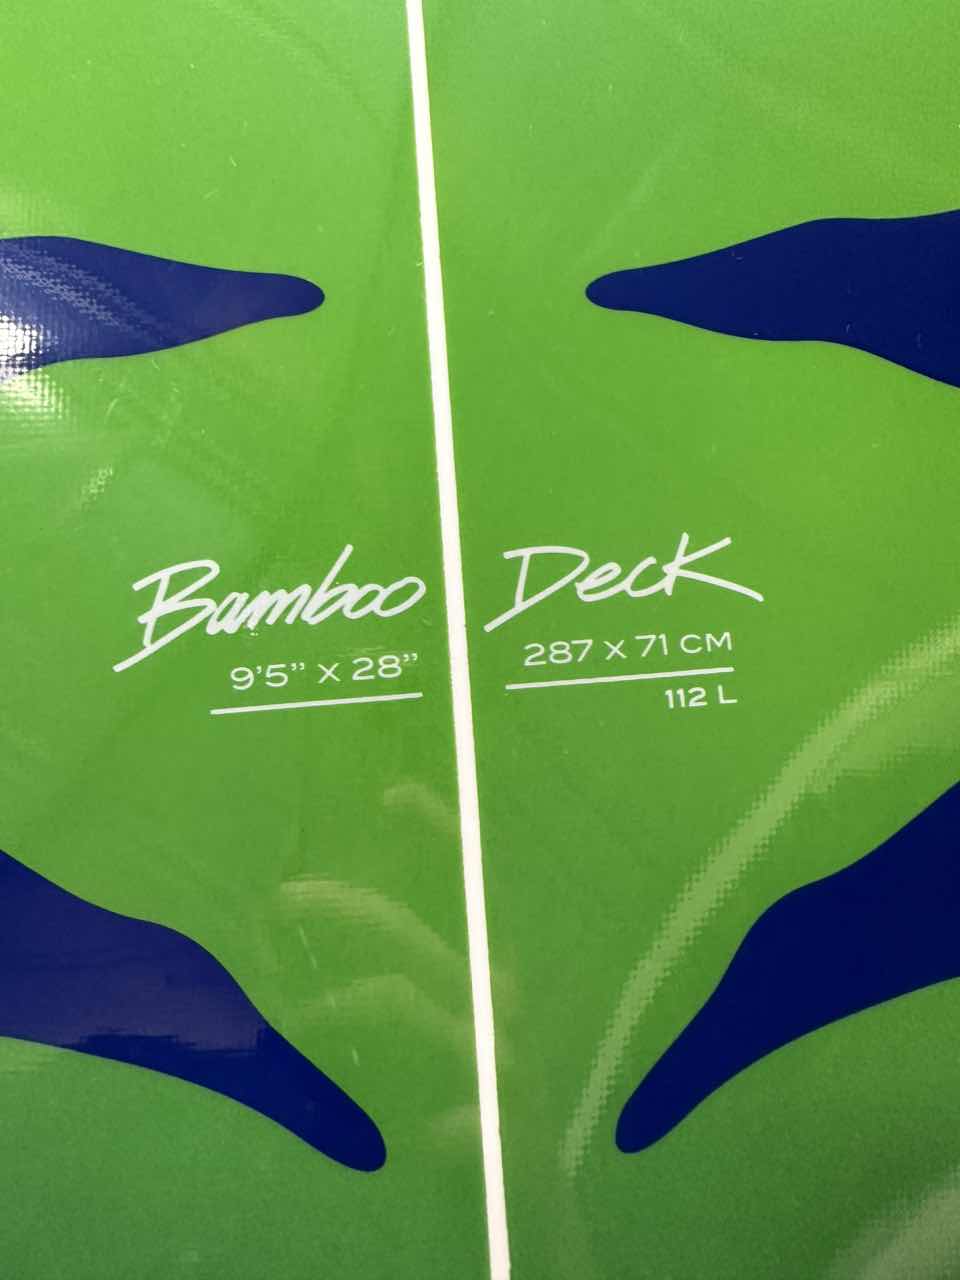 Bamboo Deck
9'5” X 28” 287 X 71 CM
112 L